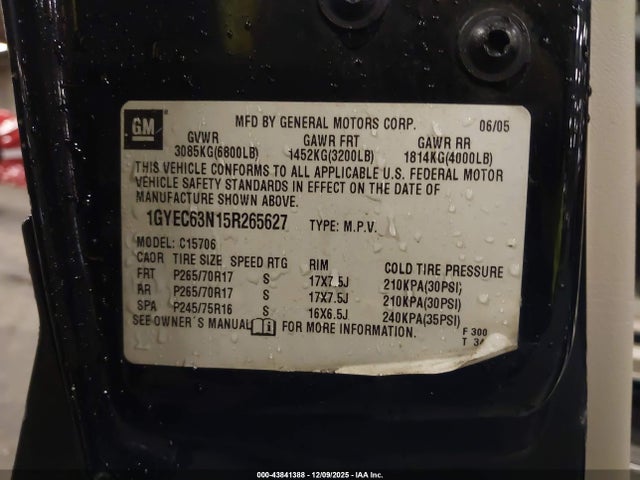 GM
MFD BY GENERAL MOTORS CORP. 06/05
GVWR GAWR FRT GAWR RR
3085KG(6800LB) 1452KG(3200LB) 1814KG(4000LB)
THIS VEHICLE CONFORMS TO ALL APPLICABLE U.S. FEDERAL MOTOR
VEHICLE SAFETY STANDARDS IN EFFECT ON THE DATE OF
MANUFACTURE SHOWN ABOVE.
1GYEC63N15R265627 TYPE: M.P.V.
MODEL: C15706
CAOR TIRE SIZE SPEED RTG RIM COLD TIRE PRESSURE
FRT P265/70R17 S 17X7.5J 210KPA(30PSI)
RR P265/70R17 S 17X7.5J 210KPA(30PSI)
SPA P245/75R16 S 16X6.5J 240KPA(35PSI)
SEE OWNER'S MANUAL FOR MORE INFORMATION. F 300
T 34
000-43841388 - 12/09/2025 - IAA Inc.